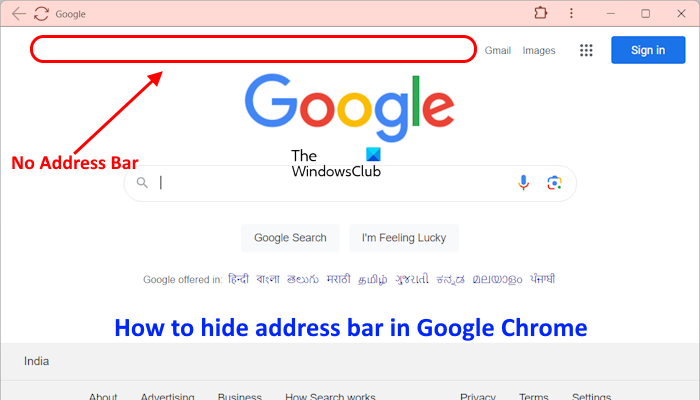 Google
Gmail Images Sign in
Google
No Address Bar
The
WindowsClub
Google Search I'm Feeling Lucky
Google offered in: हिन्दी বাংলা తెలుగు मराठी தமிழ் ગુજરાતી ಕನ್ನಡ മലയാളം ਪੰਜਾਬੀ
How to hide address bar in Google Chrome
India
About Advertising Business How Search works Privacy Terms Settings